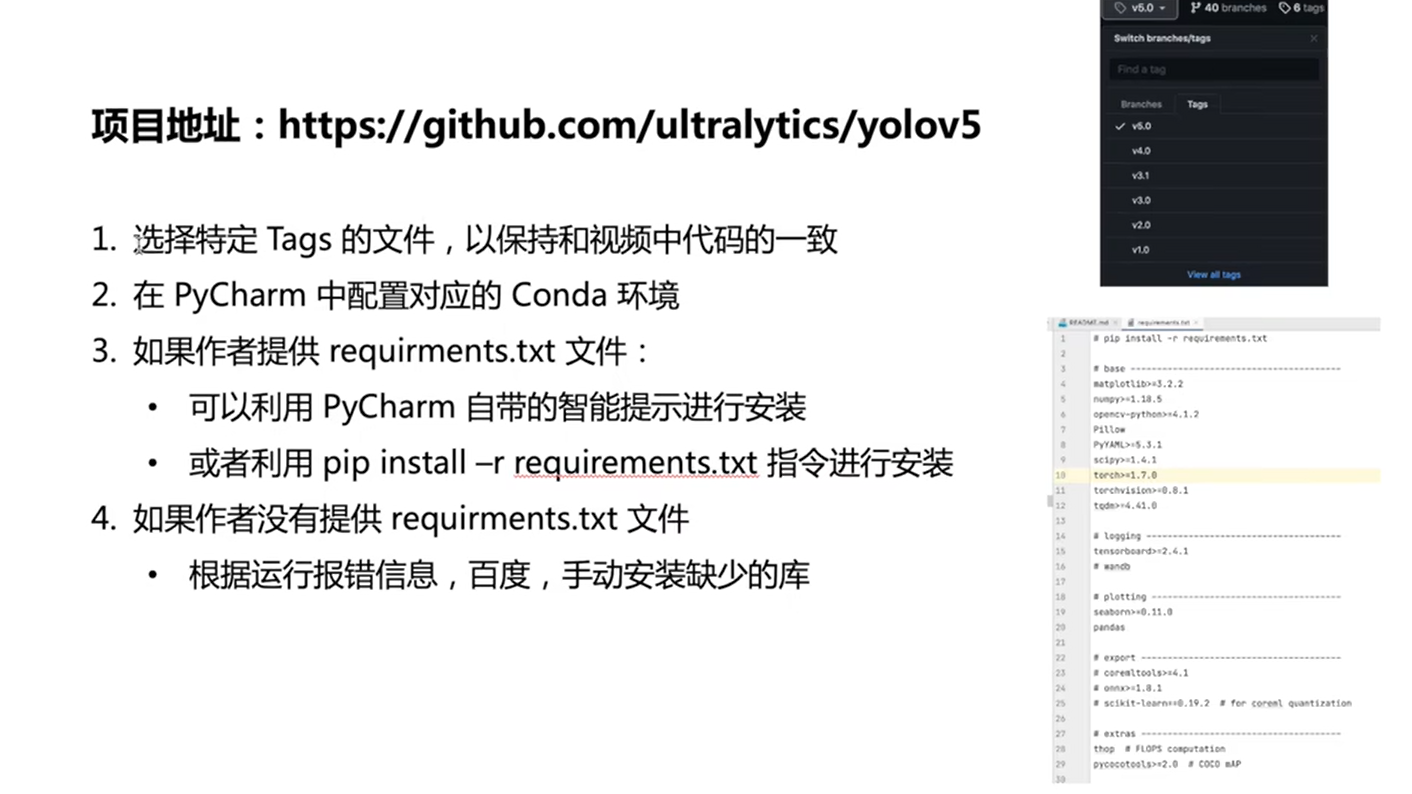 项目地址：https://github.com/ultralytics/yolov5
1. 选择特定 Tags 的文件，以保持和视频中代码的一致
2. 在 PyCharm 中配置对应的 Conda 环境
3. 如果作者提供 requirments.txt 文件：
• 可以利用 PyCharm 自带的智能提示进行安装
• 或者利用 pip install –r requirements.txt 指令进行安装
4. 如果作者没有提供 requirments.txt 文件
• 根据运行报错信息，百度，手动安装缺少的库
v5.0 40 branches 6 tags
Switch branches/tags
Find a tag
Branches Tags
v5.0
v4.0
v3.1
v3.0
v2.0
v1.0
View all tags
README.md requirements.txt
1 # pip install -r requirements.txt
2
3 # base ----------------------------------------
4 matplotlib>=3.2.2
5 numpy>=1.18.5
6 opencv-python>=4.1.2
7 Pillow
8 PyYAML>=5.3.1
9 scipy>=1.4.1
10 torch>=1.7.0
11 torchvision>=0.8.1
12 tqdm>=4.41.0
13
14 # logging -------------------------------------
15 tensorboard>=2.4.1
16 # wandb
17
18 # plotting ------------------------------------
19 seaborn>=0.11.0
20 pandas
21
22 # export --------------------------------------
23 # coremltools>=4.1
24 # onnx>=1.8.1
25 # scikit-learn==0.19.2 # for coreml quantization
26
27 # extras --------------------------------------
28 thop # FLOPS computation
29 pycocotools>=2.0 # COCO mAP
30